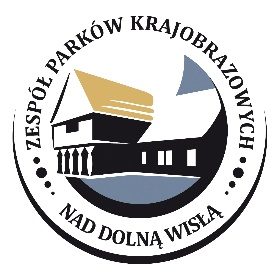 ZESPÓŁ PARKÓW KRAJOBRAZOWYCH
NAD DOLNĄ WISŁĄ